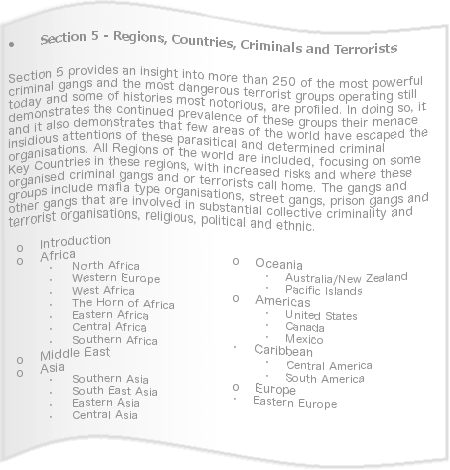 • Section 5 - Regions, Countries, Criminals and Terrorists
Section 5 provides an insight into more than 250 of the most powerful
criminal gangs and the most dangerous terrorist groups operating still
today and some of histories most notorious, are profiled. In doing so, it
demonstrates the continued prevalence of these groups their menace
and it also demonstrates that few areas of the world have escaped the
insidious attentions of these parasitical and determined criminal
organisations. All Regions of the world are included, focusing on some
Key Countries in these regions, with increased risks and where these
organised criminal gangs and or terrorists call home. The gangs and
groups include mafia type organisations, street gangs, prison gangs and
other gangs that are involved in substantial collective criminality and
terrorist organisations, religious, political and ethnic.
o Introduction
o Africa
· North Africa
· Western Europe
· West Africa
· The Horn of Africa
· Eastern Africa
· Central Africa
· Southern Africa
o Middle East
o Asia
· Southern Asia
· South East Asia
· Eastern Asia
· Central Asia
o Oceania
· Australia/New Zealand
· Pacific Islands
o Americas
· United States
· Canada
· Mexico
· Caribbean
· Central America
· South America
o Europe
· Eastern Europe